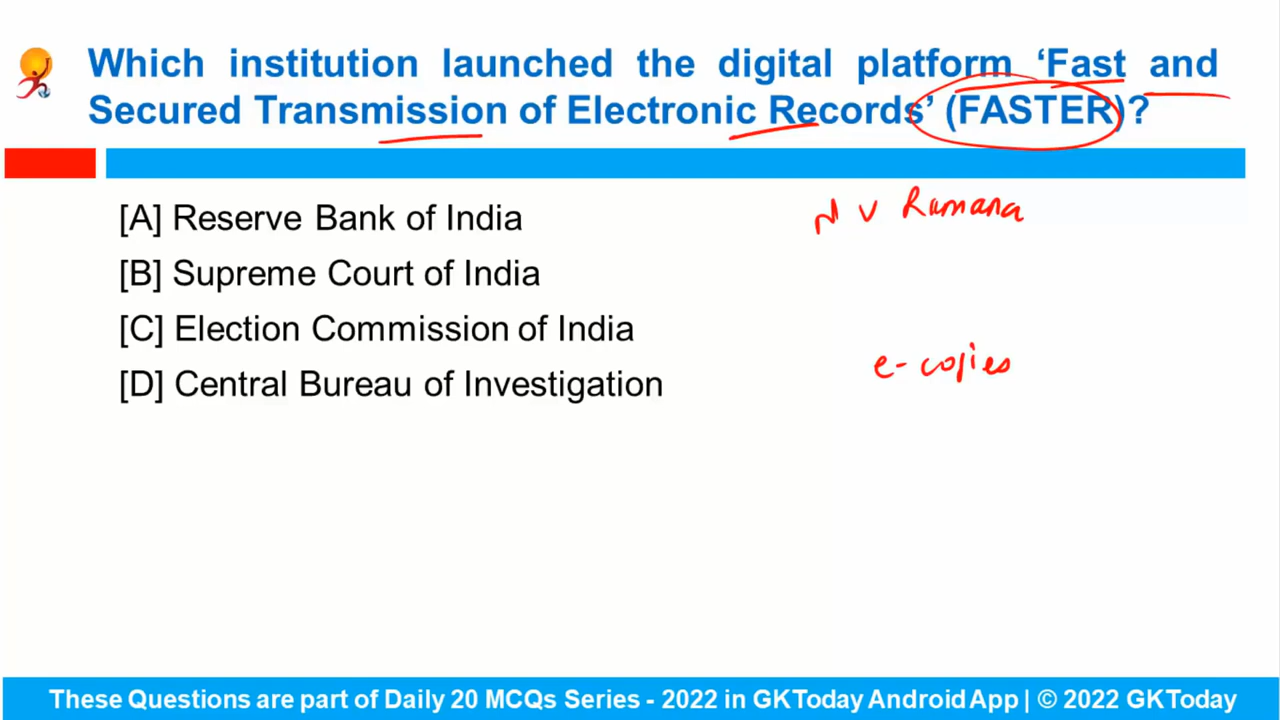 Which institution launched the digital platform ‘Fast and
Secured Transmission of Electronic Records’ (FASTER)?
[A] Reserve Bank of India
N V Ramana
[B] Supreme Court of India
[C] Election Commission of India
e-copies
[D] Central Bureau of Investigation
These Questions are part of Daily 20 MCQs Series - 2022 in GKToday Android App | © 2022 GKToday